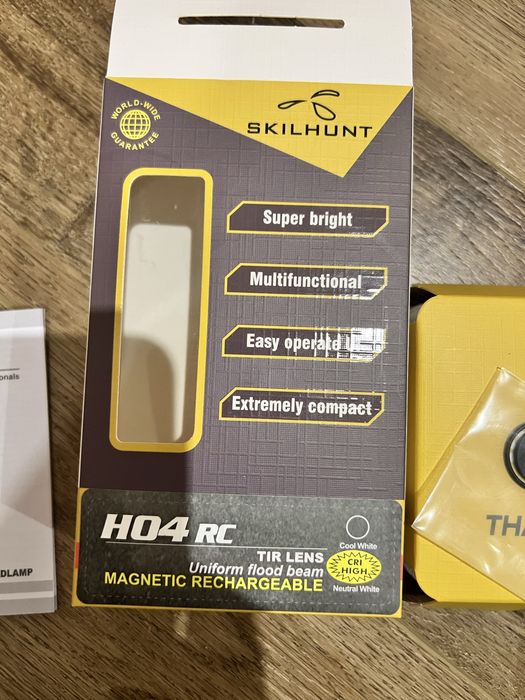 WORLD-WIDE
GUARANTEE
SKILHUNT
Super bright
Multifunctional
Easy operate
Extremely compact
H04 RC
TIR LENS
Uniform flood beam
MAGNETIC RECHARGEABLE
Cool White
CRI
HIGH
Neutral White
onals
DLAMP
THA